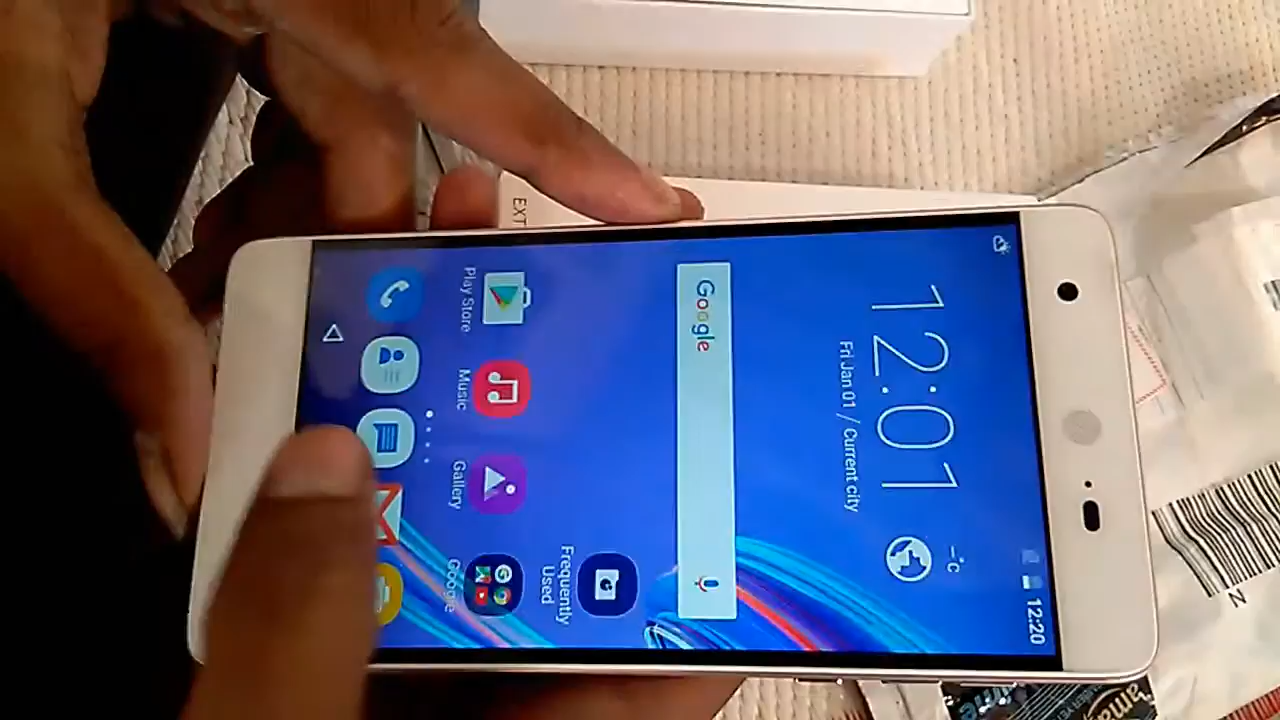 12:20
12:01
Fri Jan 01 / Current city
--°c
Google
Frequently Used
Play Store
Music
Gallery
Google
EXT
N